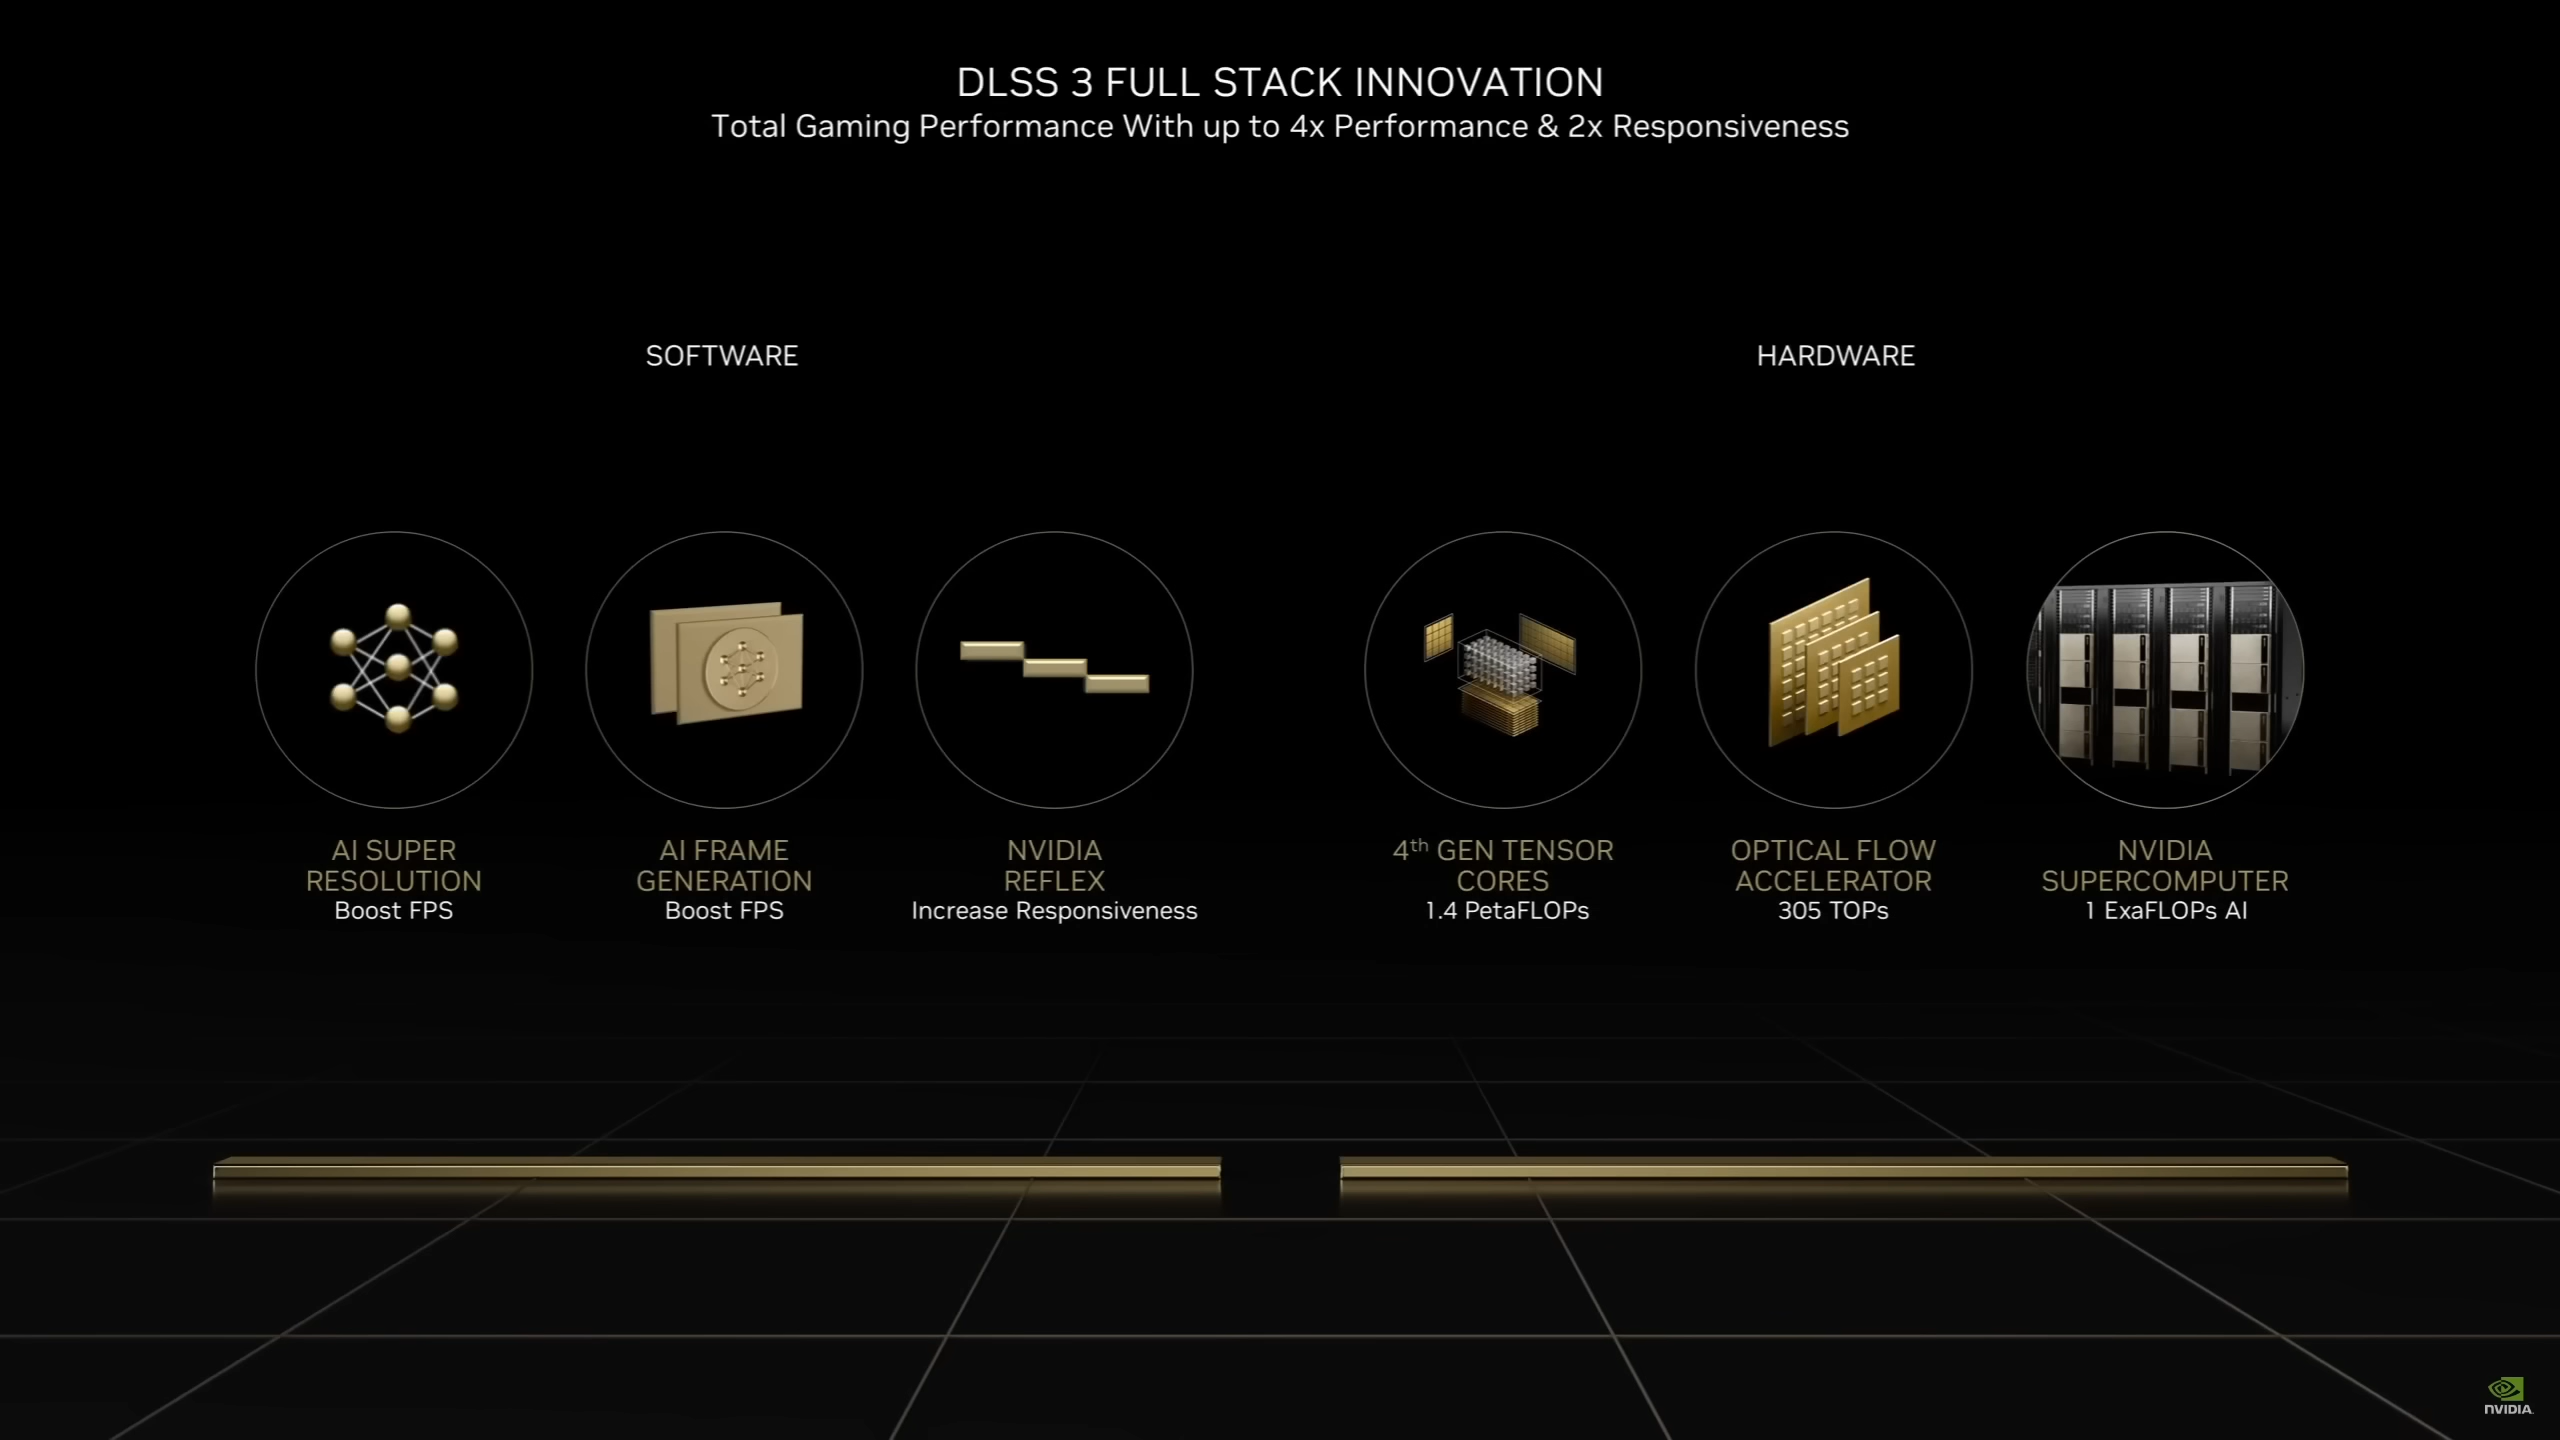 DLSS 3 FULL STACK INNOVATION
Total Gaming Performance With up to 4x Performance & 2x Responsiveness
SOFTWARE
AI SUPER
RESOLUTION
Boost FPS
AI FRAME
GENERATION
Boost FPS
NVIDIA
REFLEX
Increase Responsiveness
HARDWARE
4th GEN TENSOR
CORES
1.4 PetaFLOPs
OPTICAL FLOW
ACCELERATOR
305 TOPs
NVIDIA
SUPERCOMPUTER
1 ExaFLOPs AI
NVIDIA